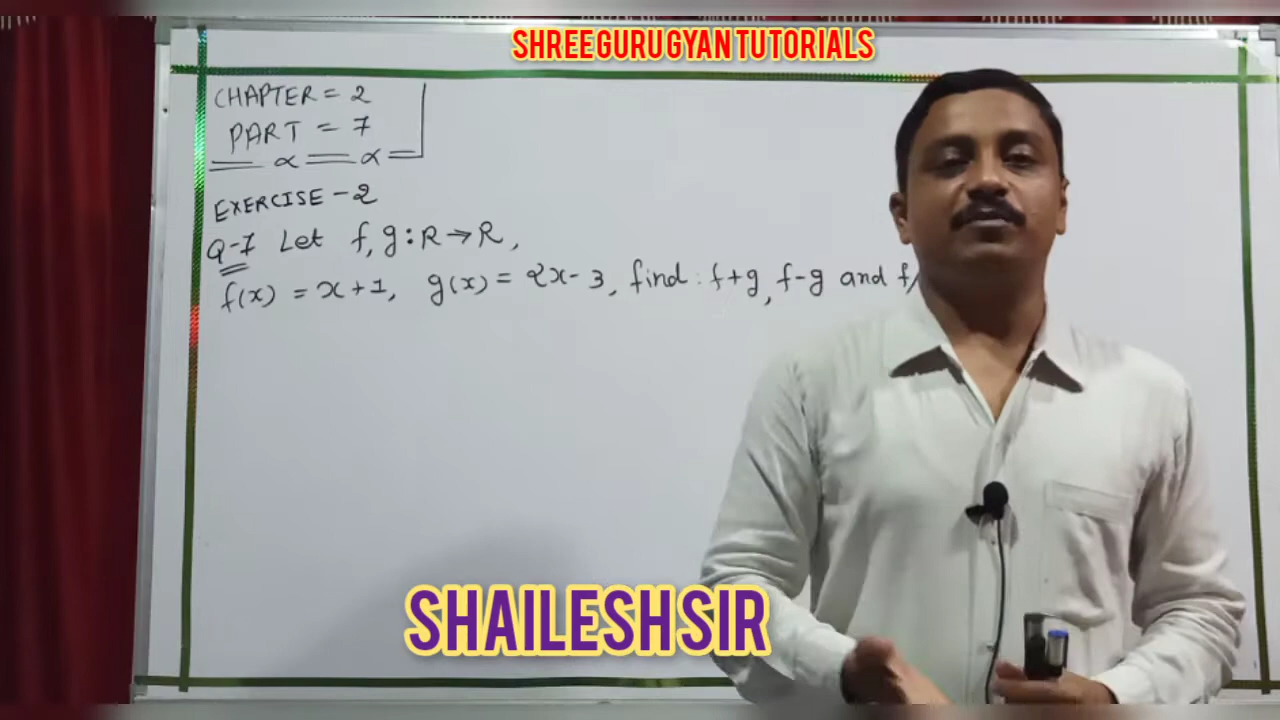 SHREE GURU GYAN TUTORIALS
CHAPTER = 2
PART = 7
EXERCISE - 2
Q-7 Let f, g : R → R,
f(x) = x + 1, g(x) = 2x - 3, find : f+g, f-g and f/
SHAILESH SIR